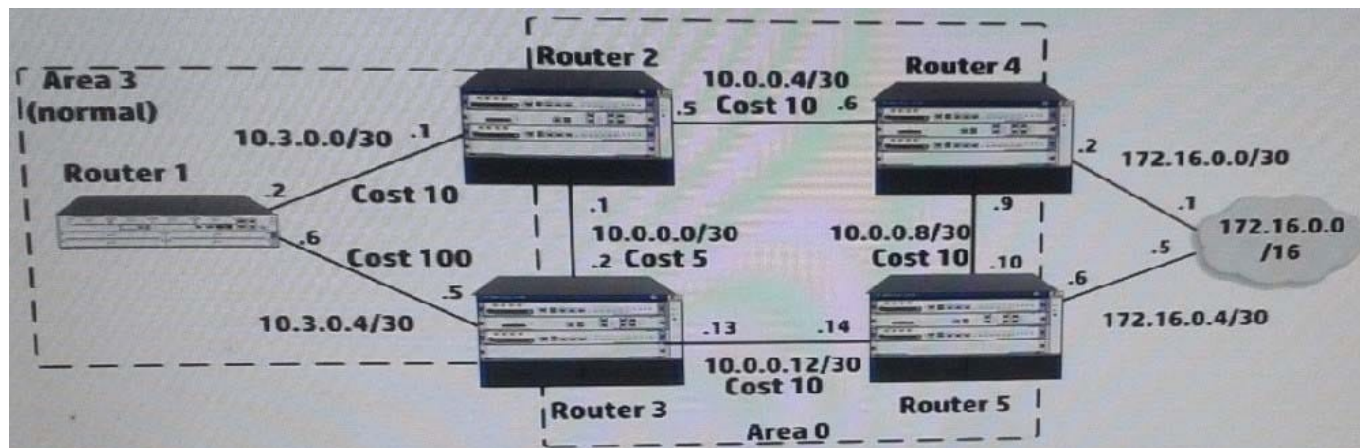 Area 3
(normal)
Router 2
10.0.0.4/30
Router 4
.5
Cost 10
.6
10.3.0.0/30
.1
.2
172.16.0.0/30
Router 1
.2
Cost 10
.1
.9
.1
172.16.0.0
/16
.6
10.0.0.0/30
10.0.0.8/30
Cost 100
.2
Cost 5
Cost 10
.10
.5
.5
.6
10.3.0.4/30
.13
.14
172.16.0.4/30
10.0.0.12/30
Cost 10
Router 3
Router 5
Area 0